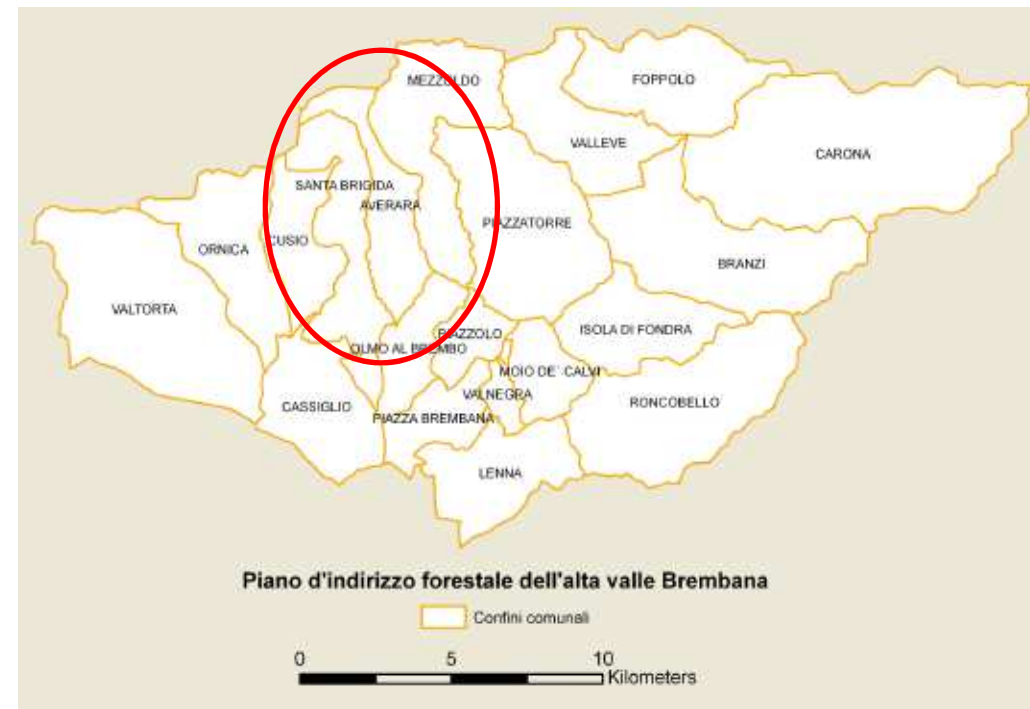 MEZZOLDO
FOPPOLO
VALLEVE
CARONA
SANTA BRIGIDA
AVERARA
PIAZZATORRE
CUSIO
ORNICA
BRANZI
VALTORTA
ISOLA DI FONDRA
PIAZZOLO
OLMO AL BREMBO
MOIO DE' CALVI
VALNEGRA
RONCOBELLO
CASSIGLIO
PIAZZA BREMBANA
LENNA
Piano d'indirizzo forestale dell'alta valle Brembana
Confini comunali
0 5 10
Kilometers